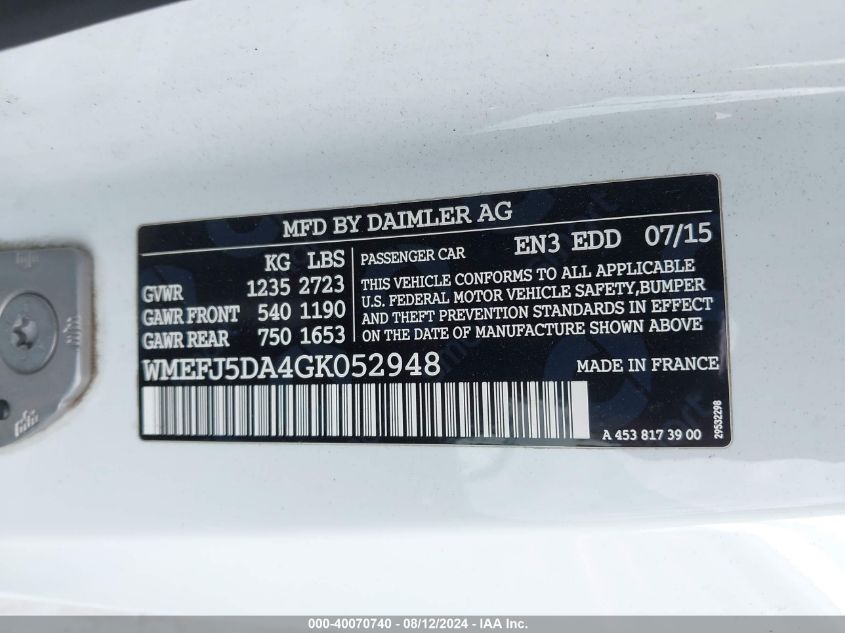 MFD BY DAIMLER AG
PASSENGER CAR EN3 EDD 07/15
KG LBS
GVWR 1235 2723
GAWR FRONT 540 1190
GAWR REAR 750 1653
THIS VEHICLE CONFORMS TO ALL APPLICABLE
U.S. FEDERAL MOTOR VEHICLE SAFETY,BUMPER
AND THEFT PREVENTION STANDARDS IN EFFECT
ON THE DATE OF MANUFACTURE SHOWN ABOVE
WMEFJ5DA4GK052948
MADE IN FRANCE
A 453 817 39 00
29532298
000-40070740 - 08/12/2024 - IAA Inc.